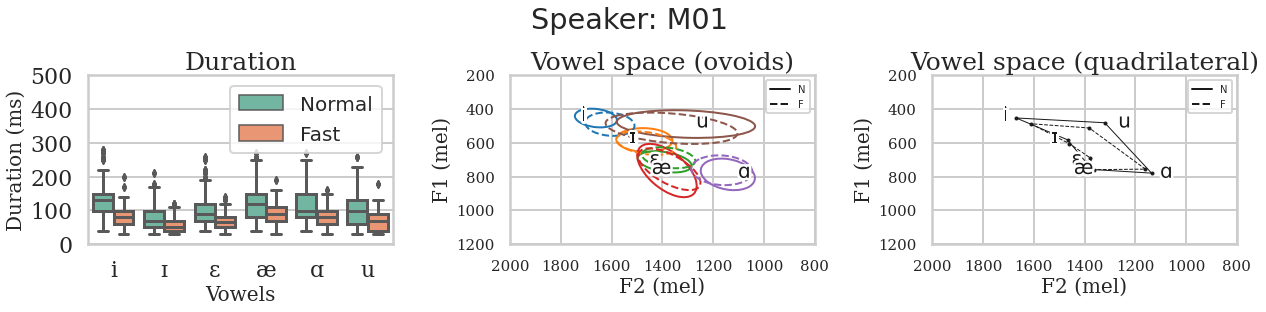 Speaker: M01
Duration
500
400
300
200
100
0
Duration (ms)
Normal
Fast
i ɪ ɛ æ ɑ u
Vowels
Vowel space (ovoids)
200
400
600
800
1000
1200
F1 (mel)
N
F
i
ɪ
u
ɛ
æ
ɑ
2000 1800 1600 1400 1200 1000 800
F2 (mel)
Vowel space (quadrilateral)
200
400
600
800
1000
1200
F1 (mel)
N
F
i
u
ɪ
ɛ
æ
ɑ
2000 1800 1600 1400 1200 1000 800
F2 (mel)